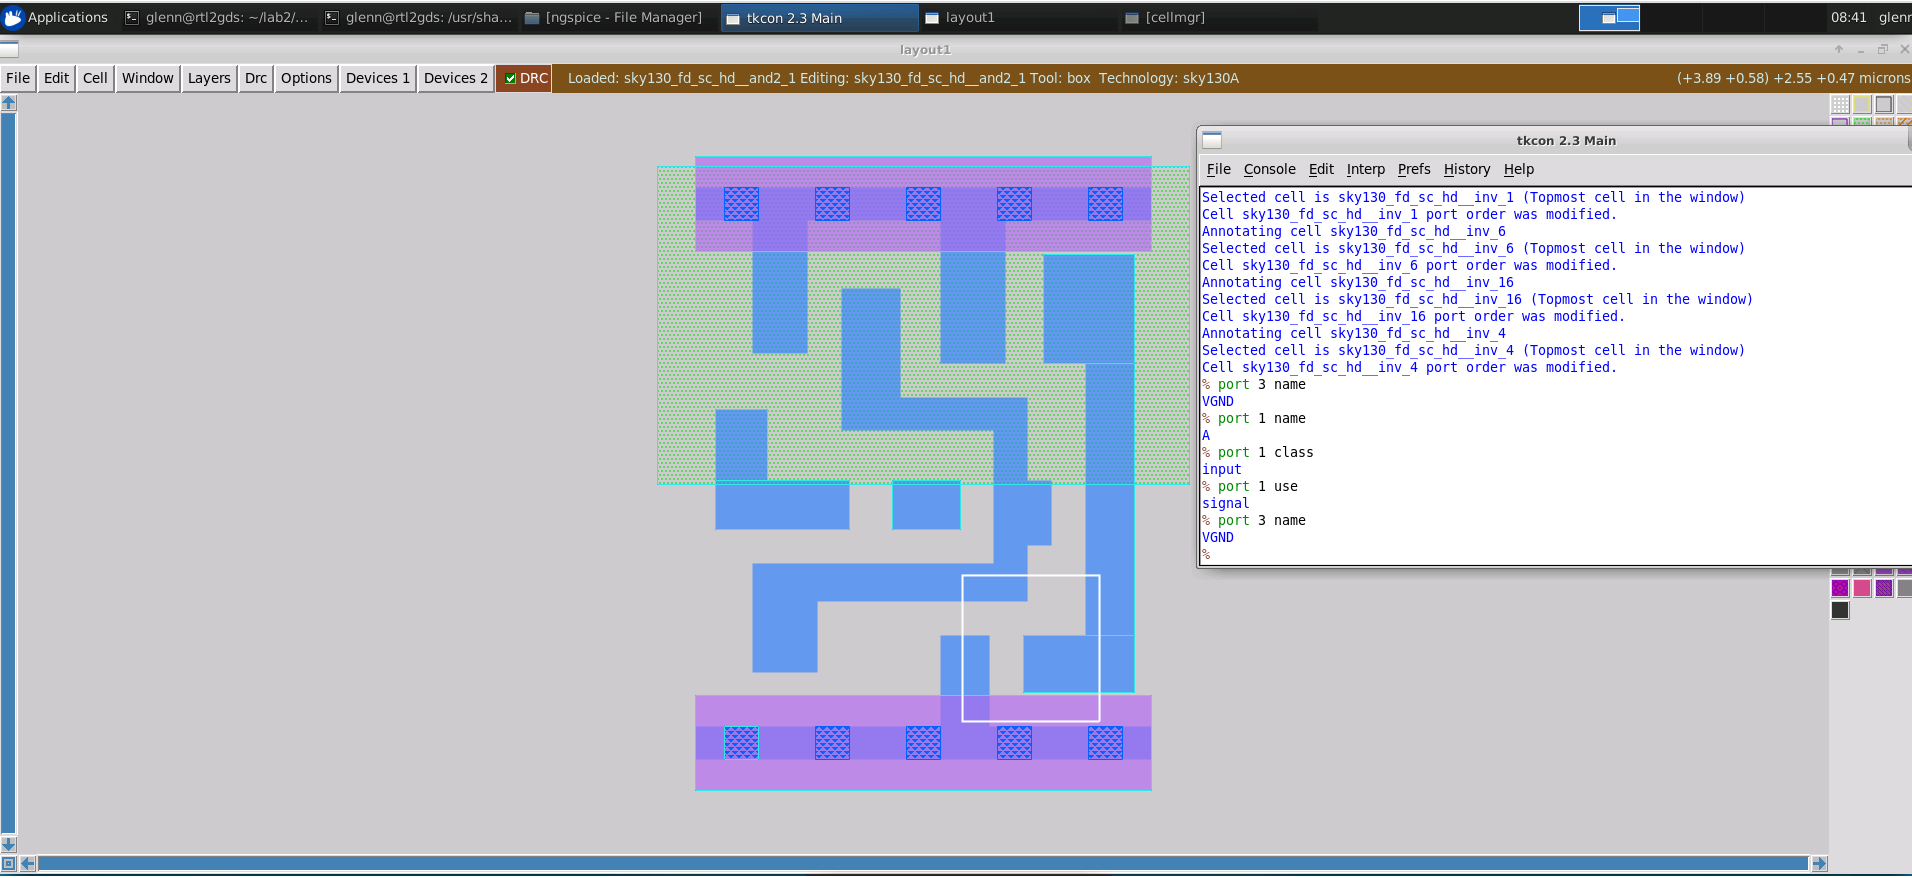 Applications
glenn@rtl2gds: ~/lab2/...
glenn@rtl2gds: /usr/sha...
[ngspice - File Manager]
tkcon 2.3 Main
layout1
[cellmgr]
08:41
glenn
layout1
File Edit Cell Window Layers Drc Options Devices 1 Devices 2 DRC Loaded: sky130_fd_sc_hd__and2_1 Editing: sky130_fd_sc_hd__and2_1 Tool: box Technology: sky130A (+3.89 +0.58) +2.55 +0.47 microns
tkcon 2.3 Main
File Console Edit Interp Prefs History Help
Selected cell is sky130_fd_sc_hd__inv_1 (Topmost cell in the window)
Cell sky130_fd_sc_hd__inv_1 port order was modified.
Annotating cell sky130_fd_sc_hd__inv_6
Selected cell is sky130_fd_sc_hd__inv_6 (Topmost cell in the window)
Cell sky130_fd_sc_hd__inv_6 port order was modified.
Annotating cell sky130_fd_sc_hd__inv_16
Selected cell is sky130_fd_sc_hd__inv_16 (Topmost cell in the window)
Cell sky130_fd_sc_hd__inv_16 port order was modified.
Annotating cell sky130_fd_sc_hd__inv_4
Selected cell is sky130_fd_sc_hd__inv_4 (Topmost cell in the window)
Cell sky130_fd_sc_hd__inv_4 port order was modified.
% port 3 name
VGND
% port 1 name
A
% port 1 class
input
% port 1 use
signal
% port 3 name
VGND
%